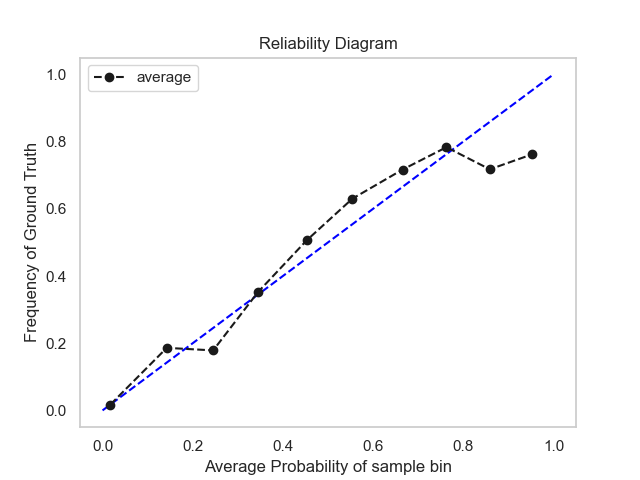 Reliability Diagram
average
1.0
0.8
0.6
0.4
0.2
0.0
Frequency of Ground Truth
0.0 0.2 0.4 0.6 0.8 1.0
Average Probability of sample bin